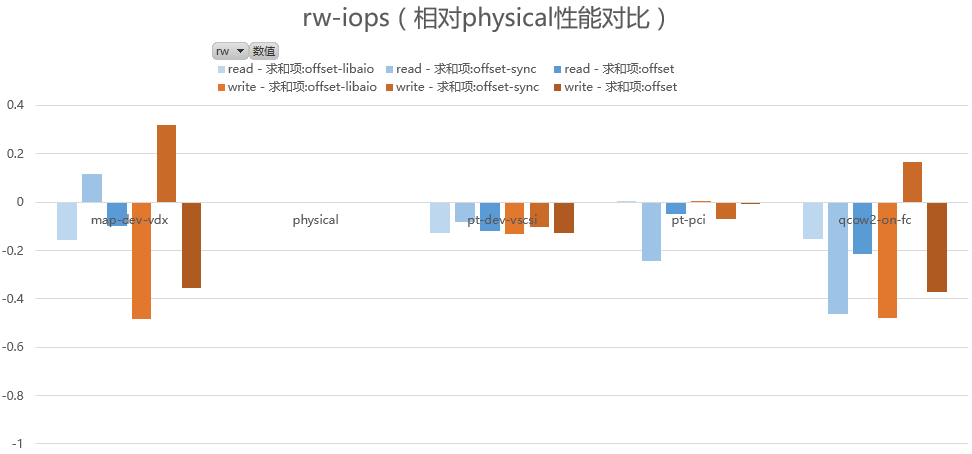 rw-iops（相对physical性能对比）
rw 数值
read - 求和项:offset-libaio read - 求和项:offset-sync read - 求和项:offset
write - 求和项:offset-libaio write - 求和项:offset-sync write - 求和项:offset
0.4
0.2
0
map-dev-vdx physical pt-dev-vscsi pt-pci qcow2-on-fc
-0.2
-0.4
-0.6
-0.8
-1